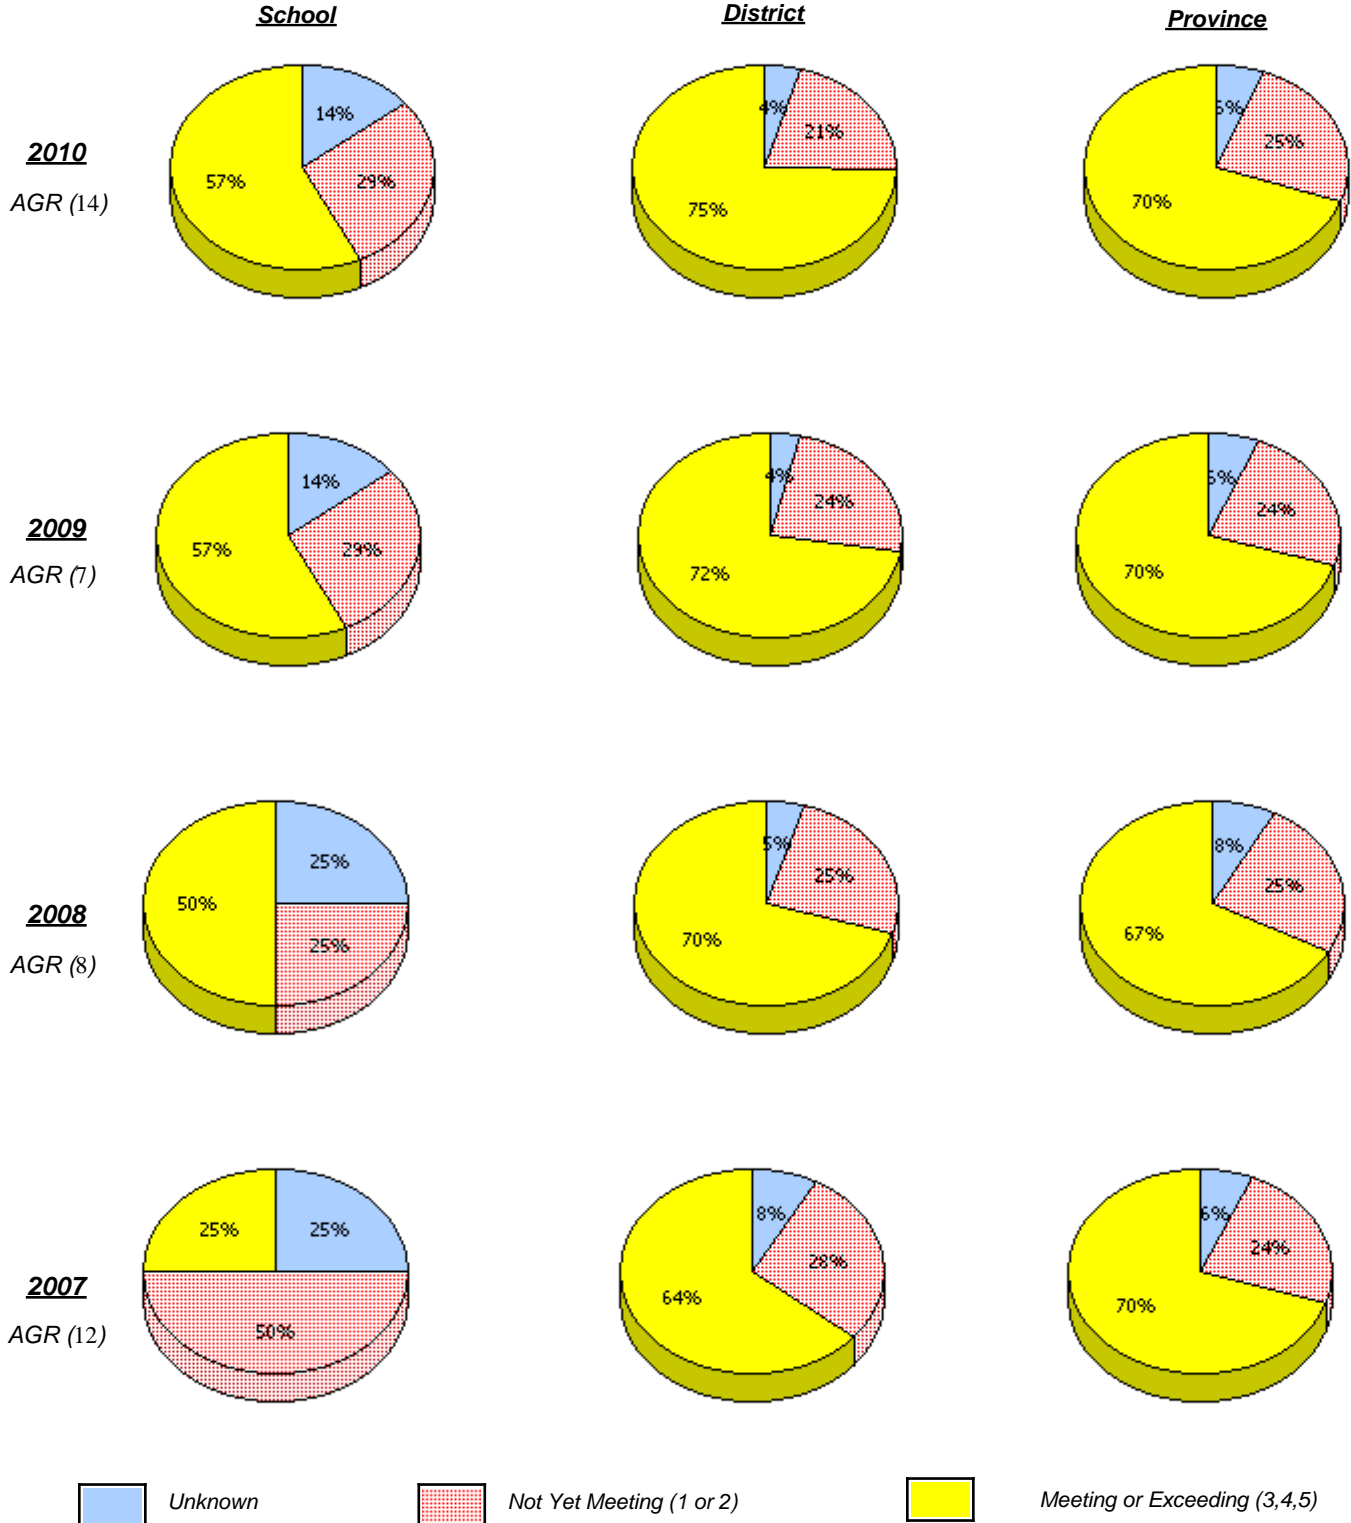 School District Province
14% 29% 57%
4% 21% 75%
25% 70%
2010
AGR (14)
14% 29% 57%
4% 24% 72%
24% 70%
2009
AGR (7)
25% 25% 50%
5% 25% 70%
8% 25% 67%
2008
AGR (8)
25% 25% 50%
8% 28% 64%
6% 24% 70%
2007
AGR (12)
Unknown Not Yet Meeting (1 or 2) Meeting or Exceeding (3,4,5)